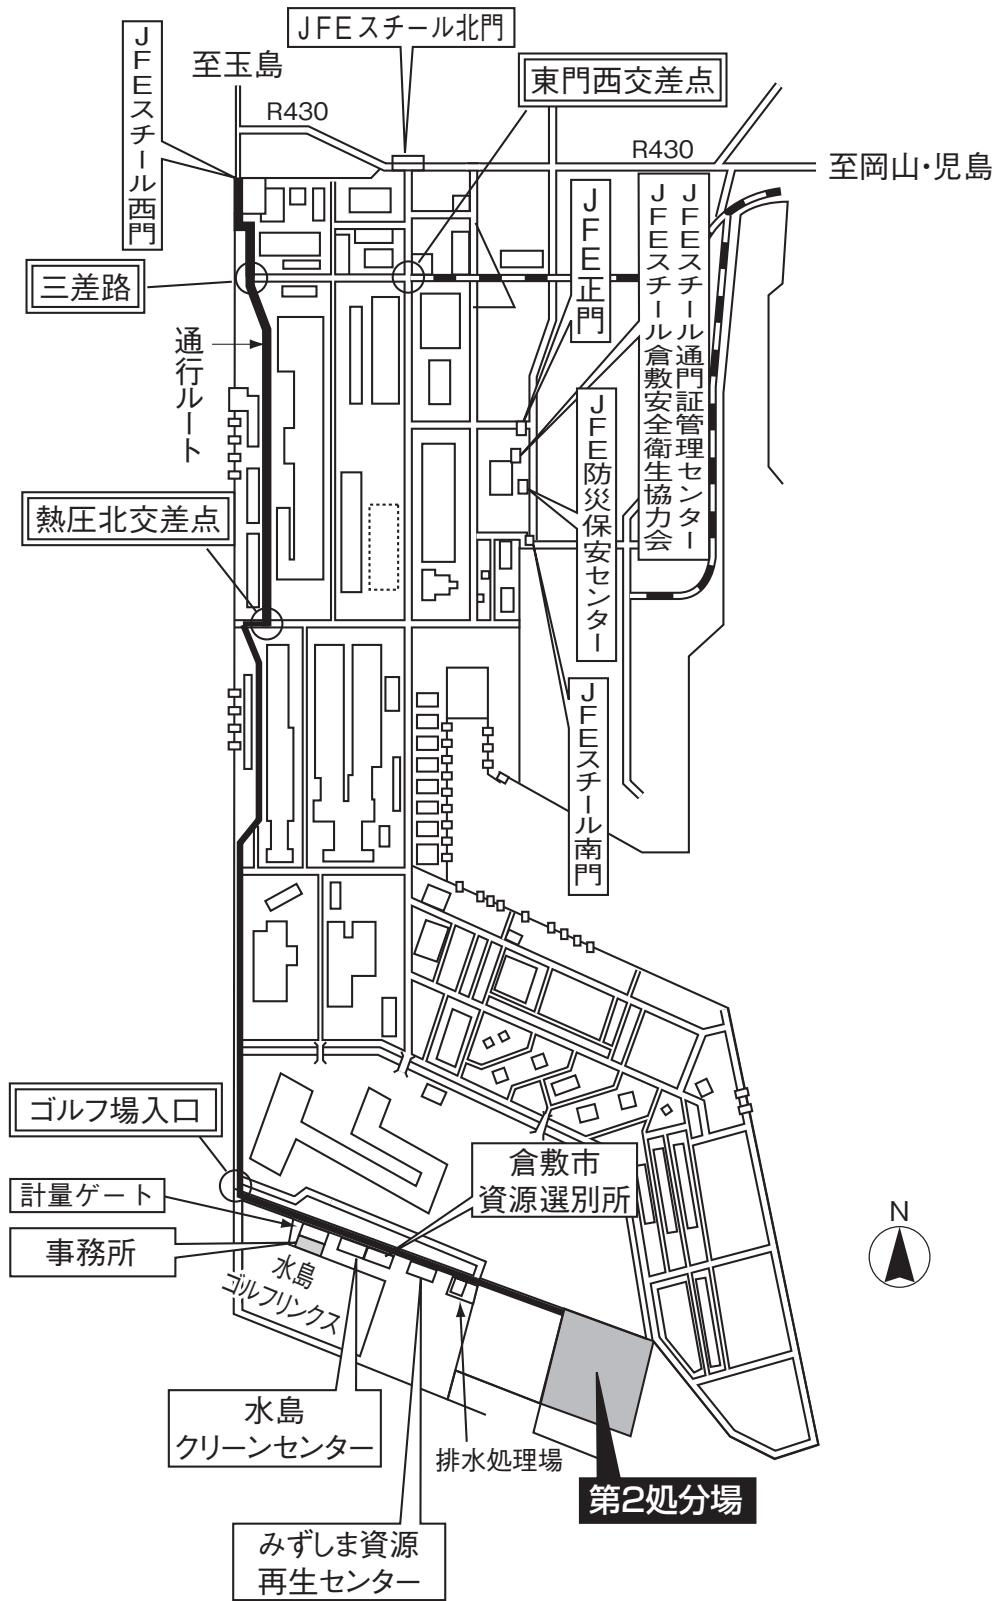 JFEスチール北門
JFEスチール西門
至玉島
東門西交差点
R430
R430
至岡山・児島
JFE正門
JFEスチール通門証管理センター
JFEスチール倉敷安全衛生協力会
三差路
通行ルート
JFE防災保安センター
熱圧北交差点
JFEスチール南門
ゴルフ場入口
倉敷市
資源選別所
計量ゲート
事務所
水島
ゴルフリンクス
N
水島
クリーンセンター
排水処理場
第2処分場
みずしま資源
再生センター